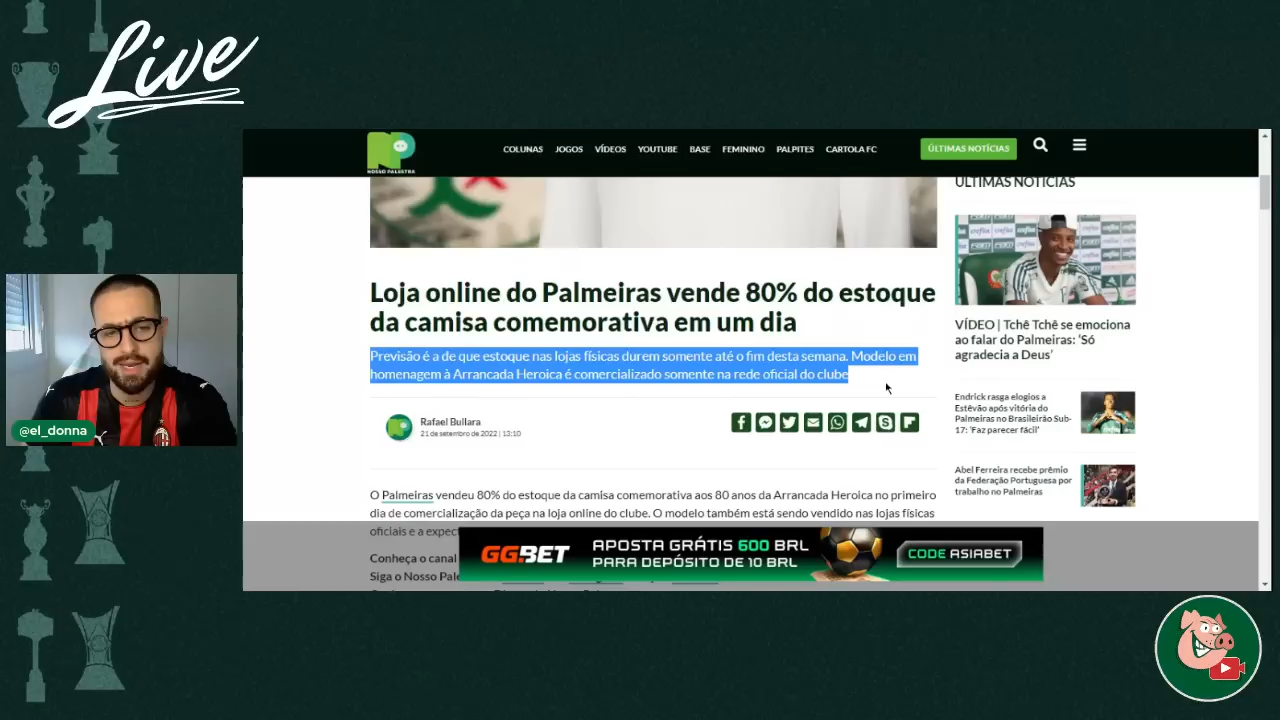 Live
NP
NOSSO PALESTRA
COLUNAS JOGOS VÍDEOS YOUTUBE BASE FEMININO PALPITES CARTOLA FC
ÚLTIMAS NOTÍCIAS
ÚLTIMAS NOTÍCIAS
Loja online do Palmeiras vende 80% do estoque
da camisa comemorativa em um dia
Previsão é a de que estoque nas lojas físicas durem somente até o fim desta semana. Modelo em
homenagem à Arrancada Heroica é comercializado somente na rede oficial do clube
Rafael Bullara
21 de setembro de 2022 | 13:10
O Palmeiras vendeu 80% do estoque da camisa comemorativa aos 80 anos da Arrancada Heroica no primeiro
dia de comercialização da peça na loja online do clube. O modelo também está sendo vendido nas lojas físicas
oficiais e a expec
Conheça o canal
Siga o Nosso Pale
VÍDEO | Tchê Tchê se emociona
ao falar do Palmeiras: 'Só
agradecia a Deus'
Endrick rasga elogios a
Estêvão após vitória do
Palmeiras no Brasileirão Sub-
17: 'Faz parecer fácil'
Abel Ferreira recebe prêmio
da Federação Portuguesa por
trabalho no Palmeiras
@el_donna
GG.BET
APOSTA GRÁTIS 600 BRL
PARA DEPÓSITO DE 10 BRL
CODE ASIABET